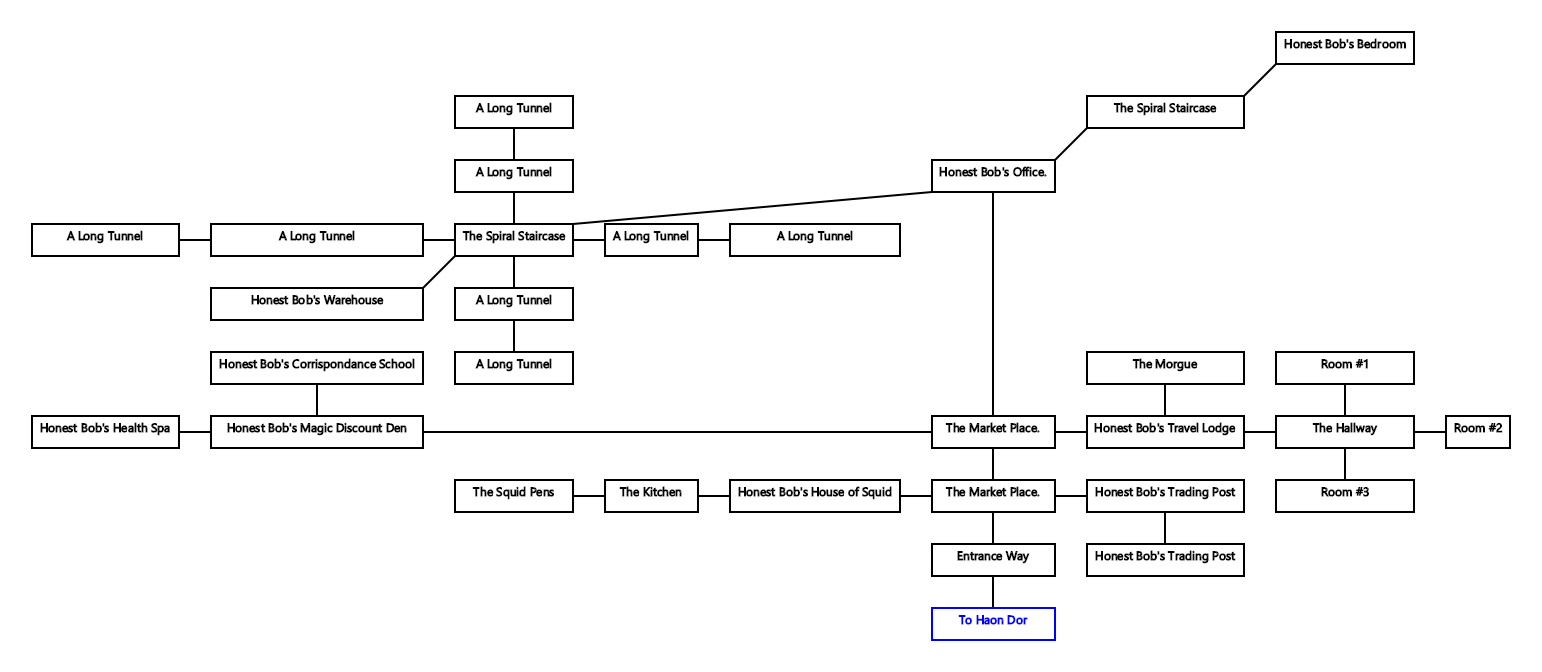 Honest Bob's Bedroom
A Long Tunnel
The Spiral Staircase
A Long Tunnel
Honest Bob's Office.
A Long Tunnel
A Long Tunnel
The Spiral Staircase
A Long Tunnel
A Long Tunnel
Honest Bob's Warehouse
A Long Tunnel
Honest Bob's Corrispondance School
A Long Tunnel
The Morgue
Room #1
Honest Bob's Health Spa
Honest Bob's Magic Discount Den
The Market Place.
Honest Bob's Travel Lodge
The Hallway
Room #2
The Squid Pens
The Kitchen
Honest Bob's House of Squid
The Market Place.
Honest Bob's Trading Post
Room #3
Entrance Way
Honest Bob's Trading Post
To Haon Dor